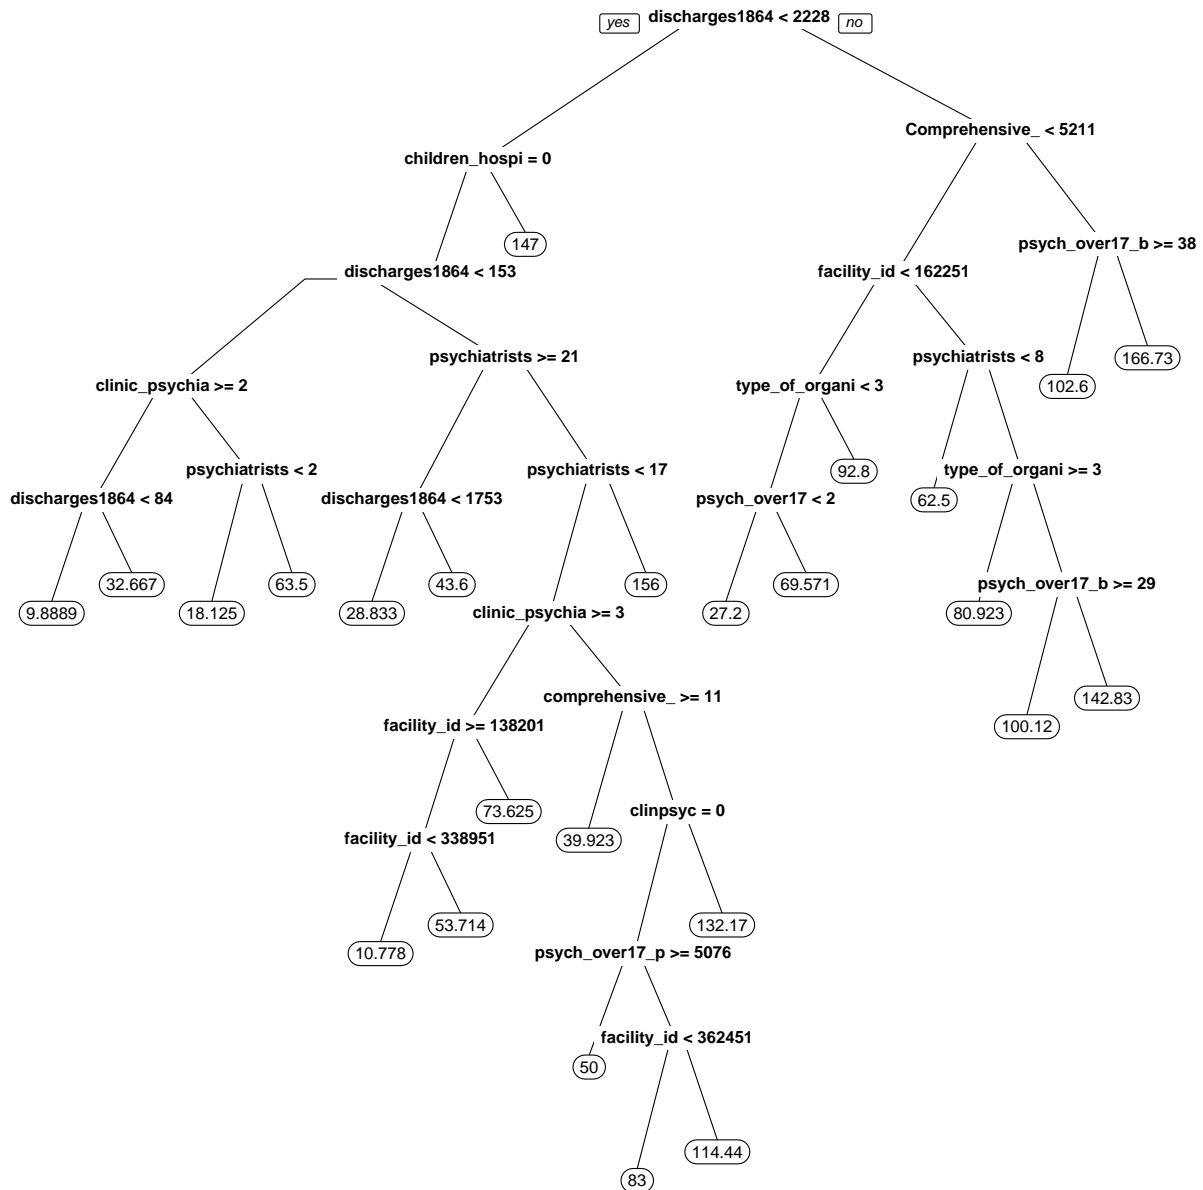 yes
discharges1864 < 2228
no
Comprehensive_ < 5211
children_hospi = 0
147
psych_over17_b >= 38
discharges1864 < 153
facility_id < 162251
psychiatrists >= 21
psychiatrists < 8
166.73
clinic_psychia >= 2
type_of_organi < 3
102.6
psychiatrists < 2
psychiatrists < 17
92.8
type_of_organi >= 3
discharges1864 < 84
discharges1864 < 1753
psych_over17 < 2
62.5
32.667
63.5
43.6
156
69.571
psych_over17_b >= 29
9.8889
18.125
28.833
clinic_psychia >= 3
27.2
80.923
comprehensive_ >= 11
142.83
facility_id >= 138201
100.12
73.625
clinpsyc = 0
facility_id < 338951
39.923
53.714
132.17
10.778
psych_over17_p >= 5076
facility_id < 362451
50
114.44
83